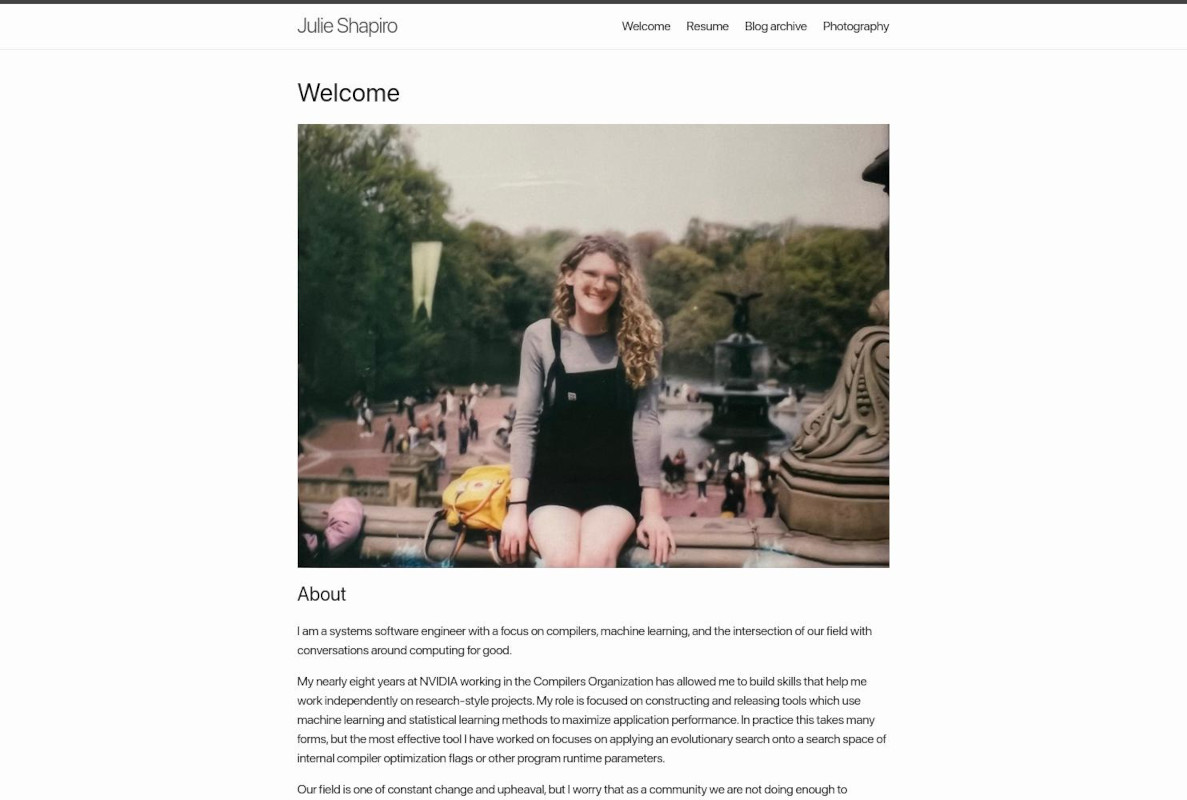 Julie Shapiro
Welcome Resume Blog archive Photography
Welcome
About
I am a systems software engineer with a focus on compilers, machine learning, and the intersection of our field with
conversations around computing for good.
My nearly eight years at NVIDIA working in the Compilers Organization has allowed me to build skills that help me
work independently on research-style projects. My role is focused on constructing and releasing tools which use
machine learning and statistical learning methods to maximize application performance. In practice this takes many
forms, but the most effective tool I have worked on focuses on applying an evolutionary search onto a search space of
internal compiler optimization flags or other program runtime parameters.
Our field is one of constant change and upheaval, but I worry that as a community we are not doing enough to